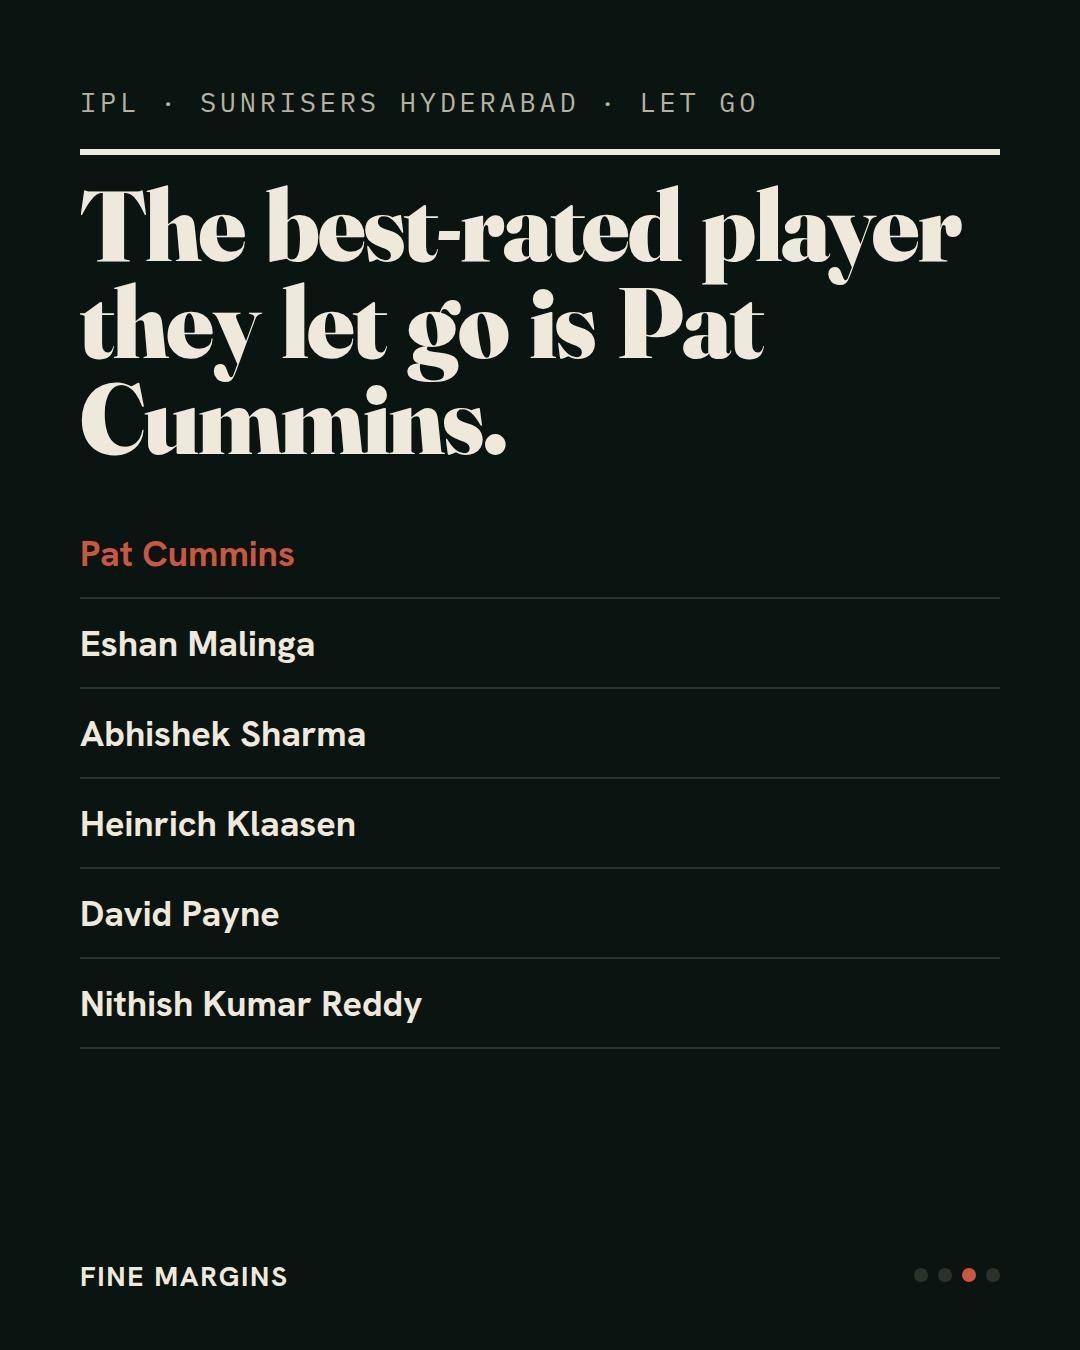 IPL · SUNRISERS HYDERABAD · LET GO
The best-rated player
they let go is Pat
Cummins.
Pat Cummins
Eshan Malinga
Abhishek Sharma
Heinrich Klaasen
David Payne
Nithish Kumar Reddy
FINE MARGINS